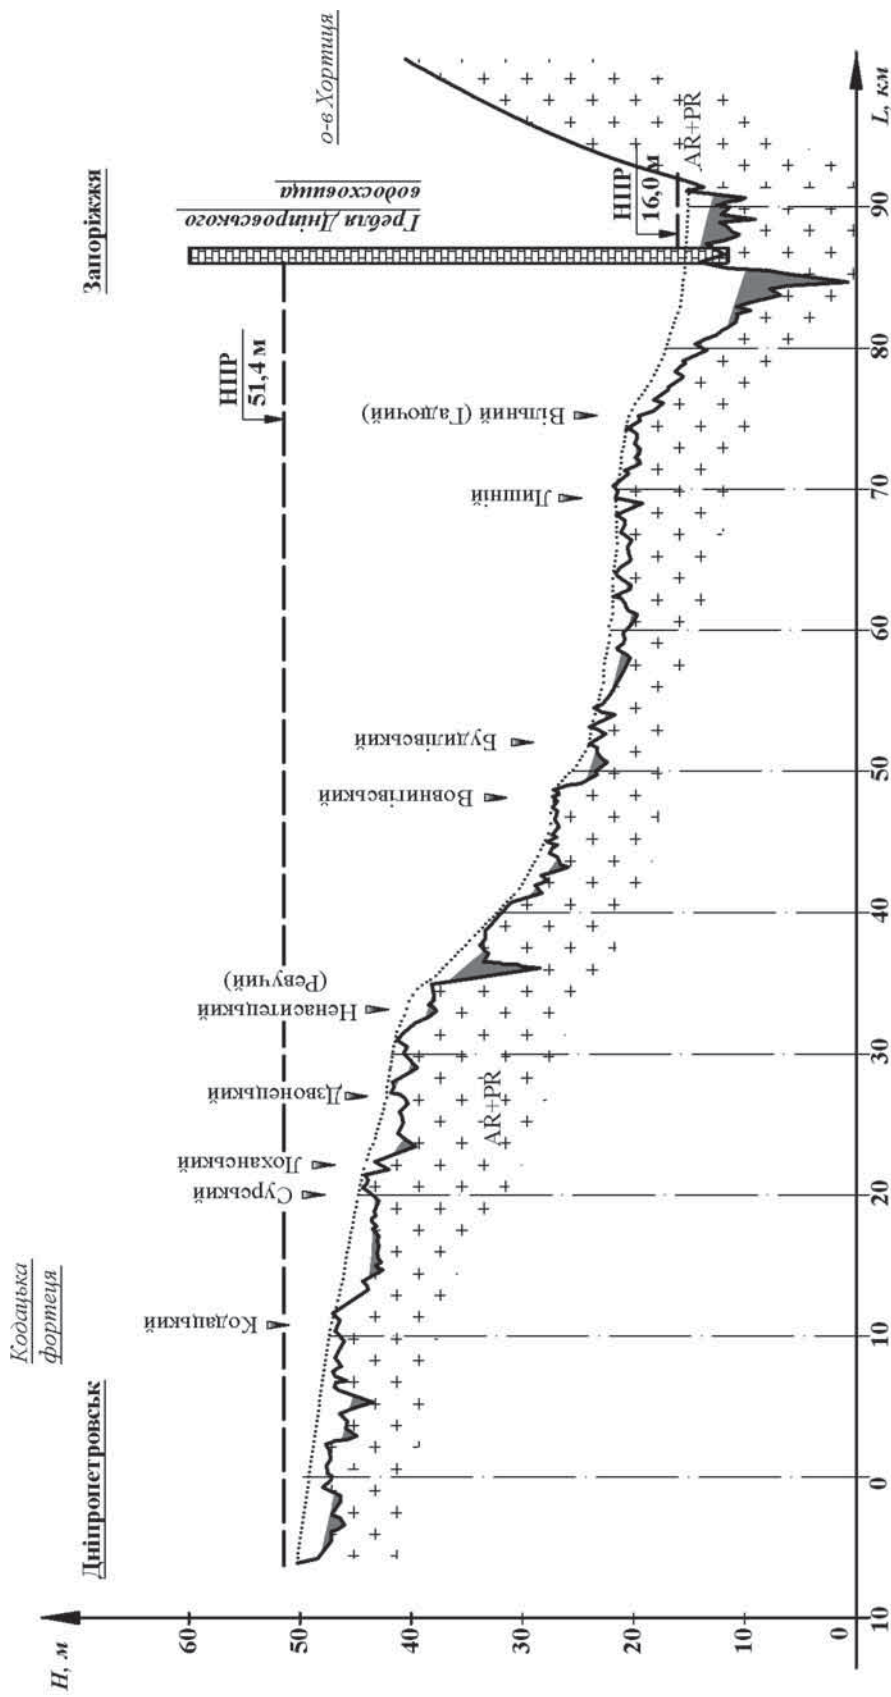 Дніпропетровськ
Кодацька
фортеця
Запоріжжя
о-в Хортиця
Гребля Дніпровського
водосховища
НПР
51,4 м
НПР
16,0 м
Кодацький
Сурський
Лоханський
Дзвонецький
Ненаситецький
(Ревучий)
Вовнигівський
Будилівський
Лишній
Вільний (Гадючий)
AR+PR
AR+PR
Н, м
60
50
40
30
20
10
0
10
0
10
20
30
40
50
60
70
80
90
L, км